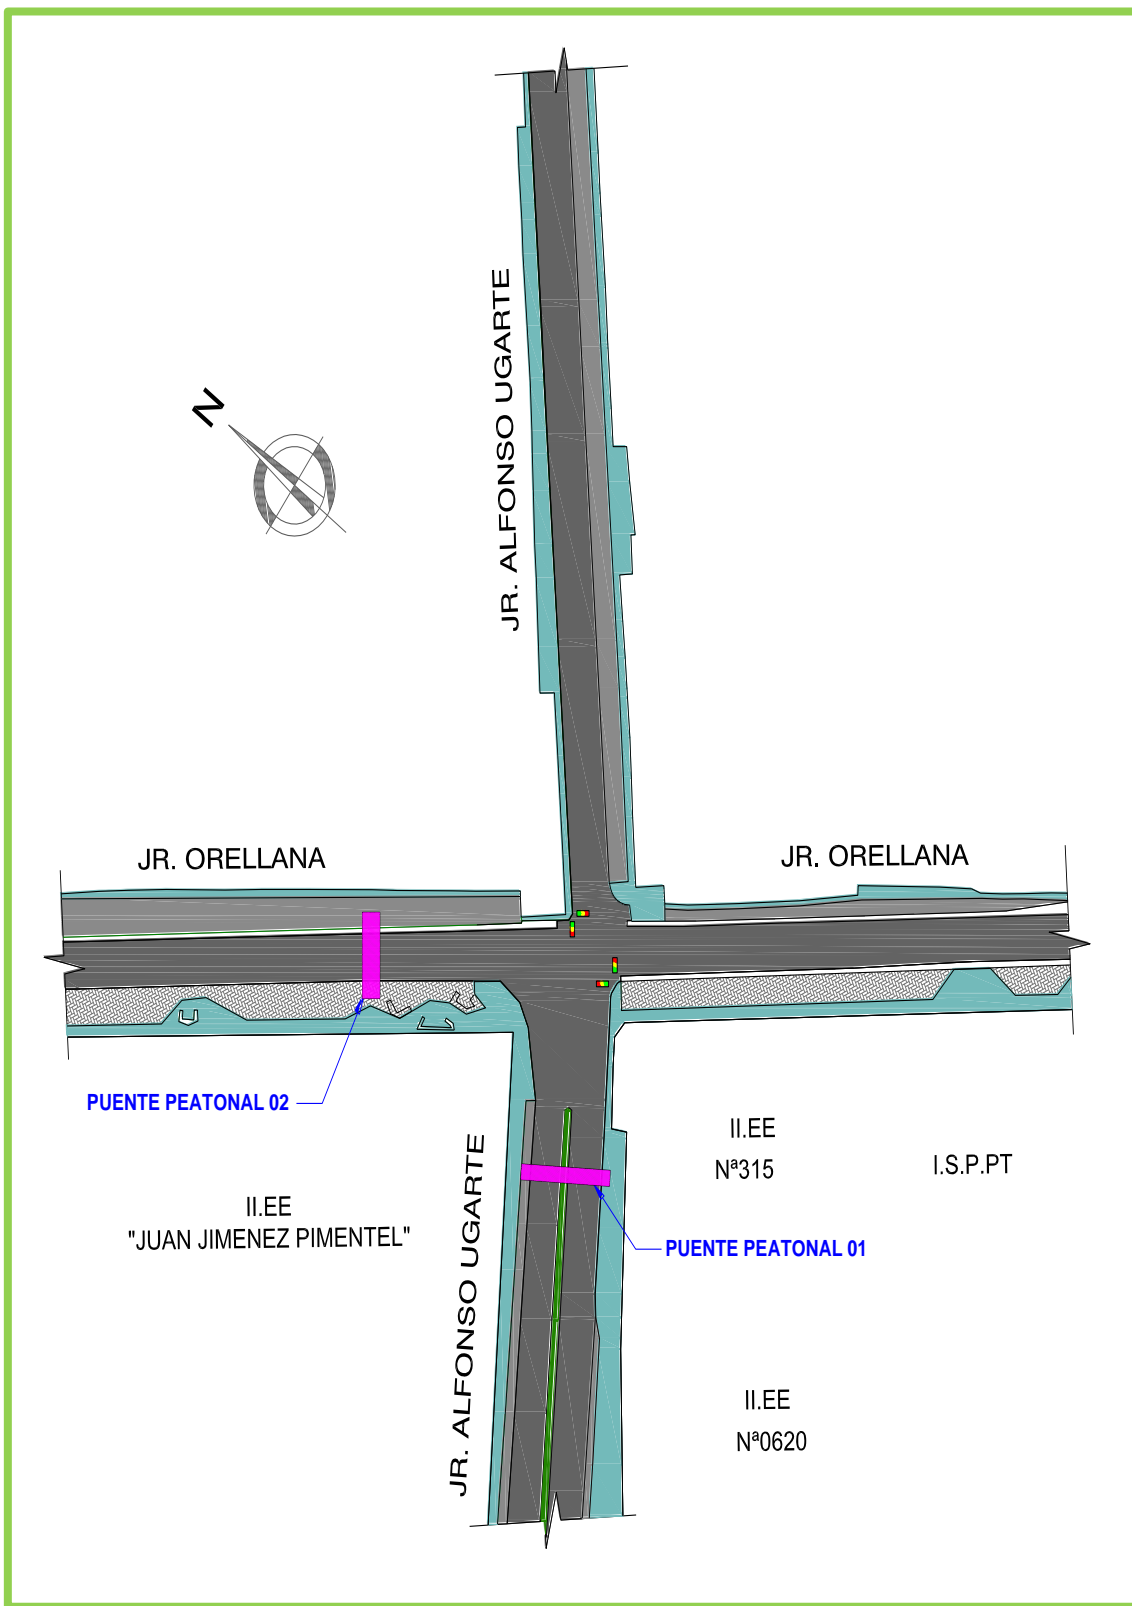 JR. ALFONSO UGARTE
N
JR. ORELLANA
JR. ORELLANA
PUENTE PEATONAL 02
II.EE
Nª315
I.S.P.PT
II.EE
"JUAN JIMENEZ PIMENTEL"
JR. ALFONSO UGARTE
PUENTE PEATONAL 01
II.EE
Nª0620